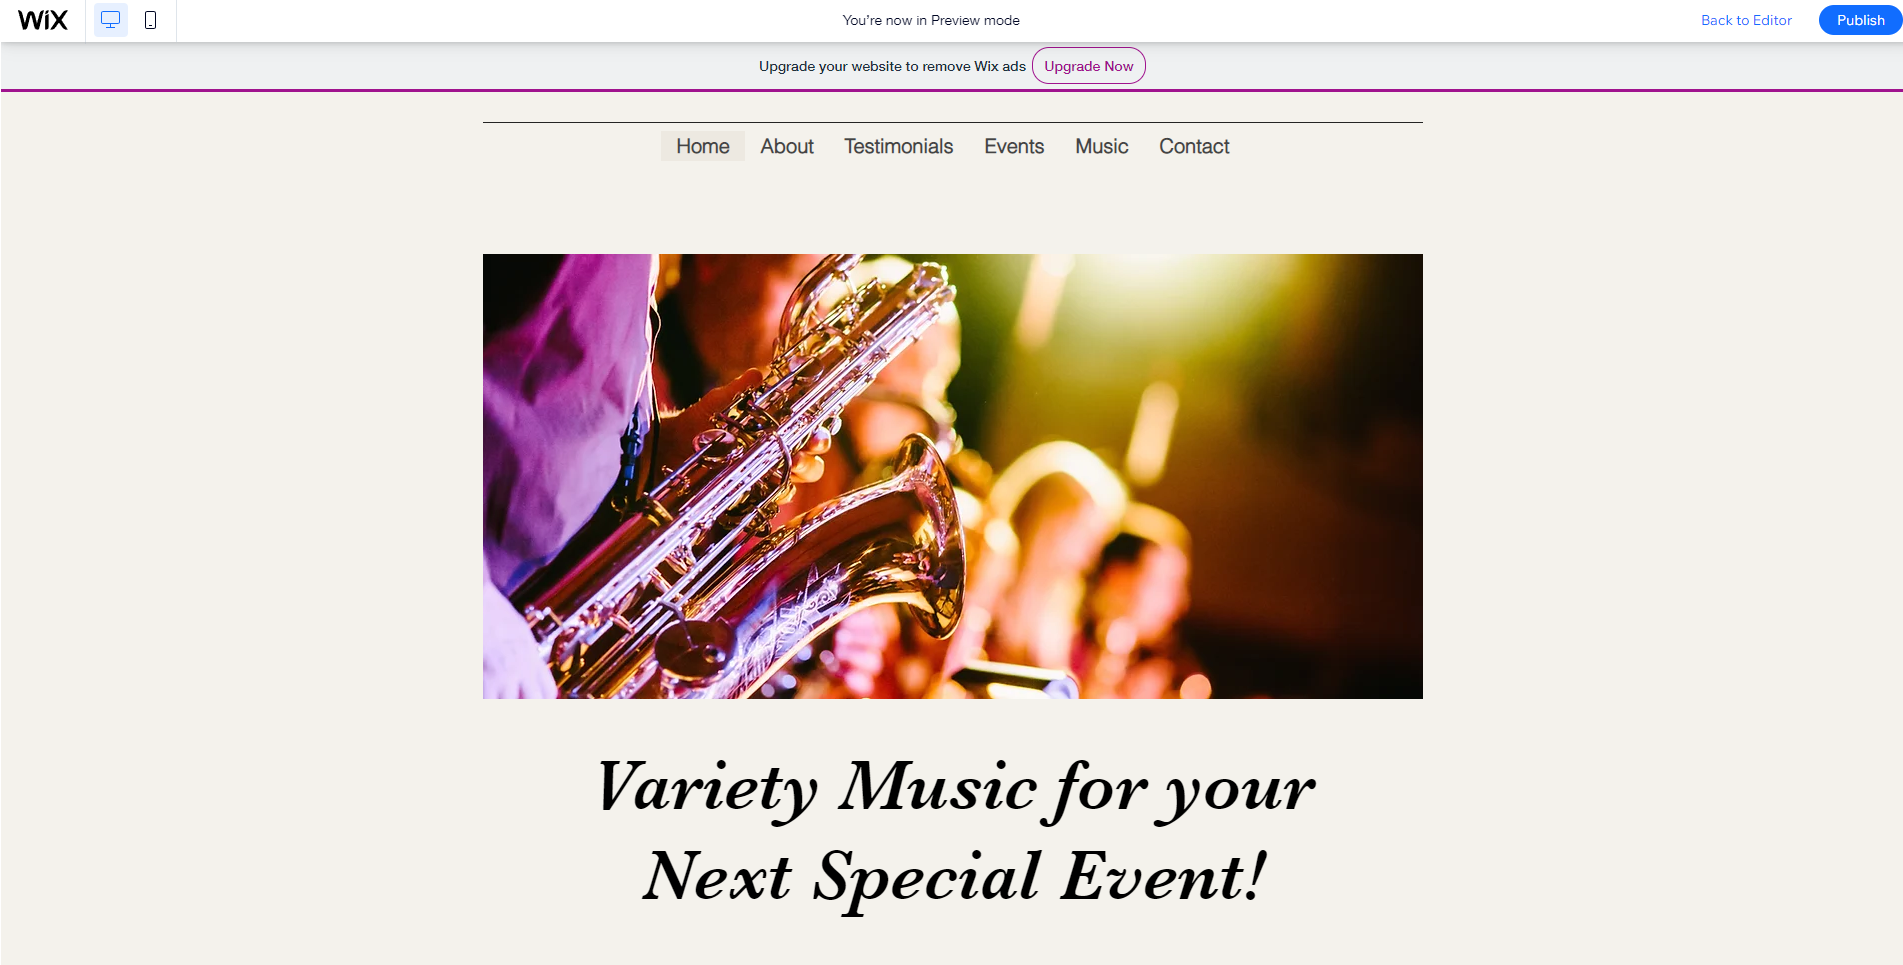 WiX
You're now in Preview mode
Back to Editor
Publish
Upgrade your website to remove Wix ads
Upgrade Now
Home About Testimonials Events Music Contact
Variety Music for your
Next Special Event!